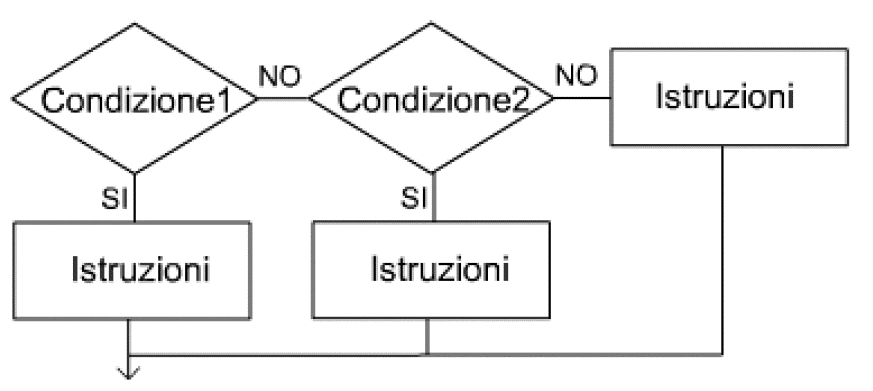 Condizione1
NO
Condizione2
NO
Istruzioni
SI
SI
Istruzioni
Istruzioni